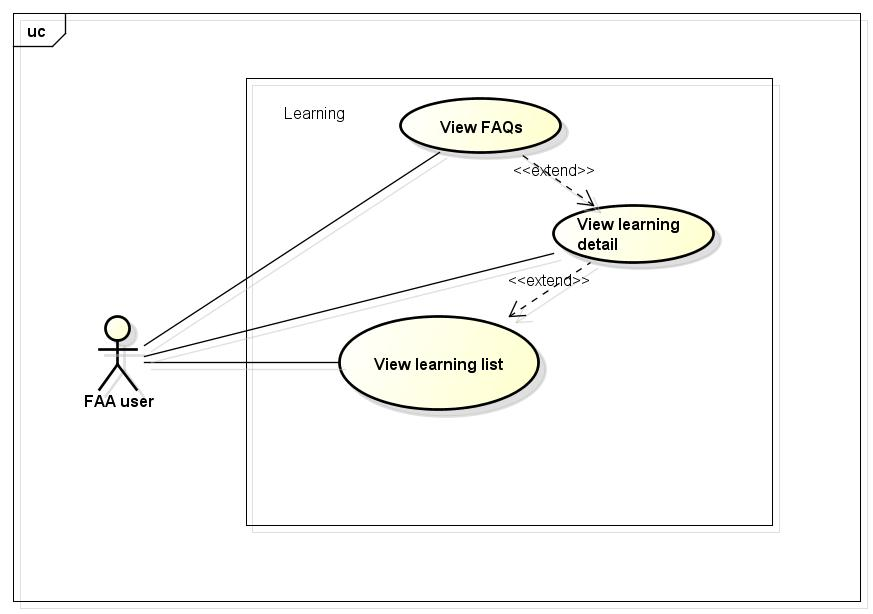 uc
Learning
View FAQs
<<extend>>
View learning
detail
<<extend>>
View learning list
FAA user